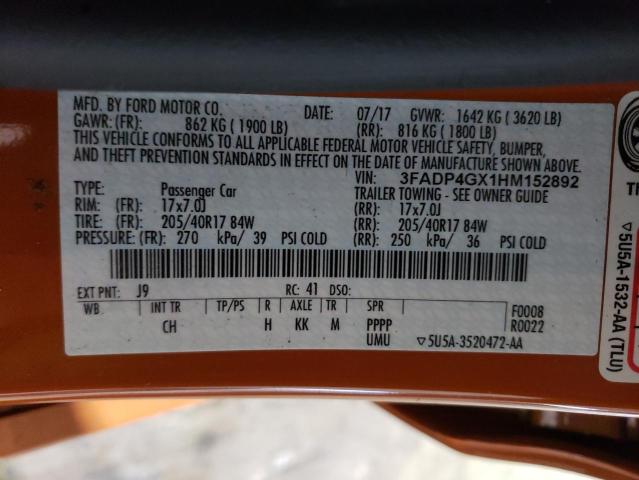 MFD. BY FORD MOTOR CO. DATE: 07/17 GVWR: 1642 KG ( 3620 LB)
GAWR: (FR): 862 KG ( 1900 LB) (RR): 816 KG ( 1800 LB)
THIS VEHICLE CONFORMS TO ALL APPLICABLE FEDERAL MOTOR VEHICLE SAFETY, BUMPER,
AND THEFT PREVENTION STANDARDS IN EFFECT ON THE DATE OF MANUFACTURE SHOWN ABOVE.
VIN: 3FADP4GX1HM152892
TYPE: Passenger Car TRAILER TOWING - SEE OWNER GUIDE
RIM: (FR): 17x7.0J (RR): 17x7.0J
TIRE: (FR): 205/40R17 84W (RR): 205/40R17 84W
PRESSURE: (FR): 270 kPa/ 39 PSI COLD (RR): 250 kPa/ 36 PSI COLD
EXT PNT: J9 RC: 41 DSO:
WB INT TR TP/PS R AXLE TR SPR F0008
CH H KK M PPPP R0022
UMU ▽5U5A-3520472-AA
▽5U5A-1532-AA (TLU)